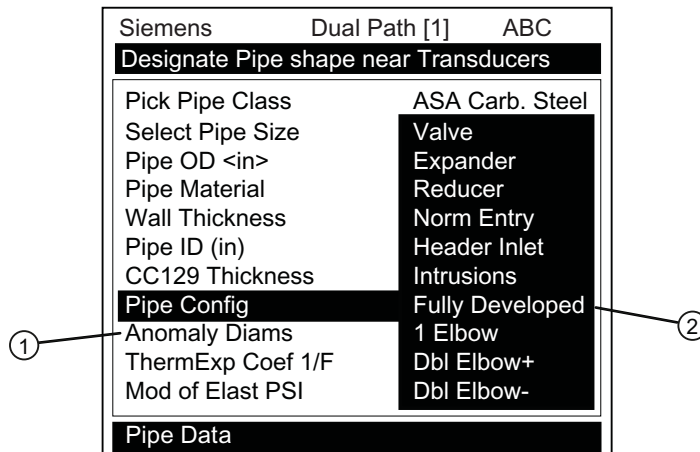 Siemens Dual Path [1] ABC
Designate Pipe shape near Transducers
Pick Pipe Class ASA Carb. Steel
Select Pipe Size Valve
Pipe OD <in> Expander
Pipe Material Reducer
Wall Thickness Norm Entry
Pipe ID (in) Header Inlet
CC129 Thickness Intrusions
Pipe Config Fully Developed
1 Anomaly Diams 1 Elbow 2
ThermExp Coef 1/F Dbl Elbow+
Mod of Elast PSI Dbl Elbow-
Pipe Data